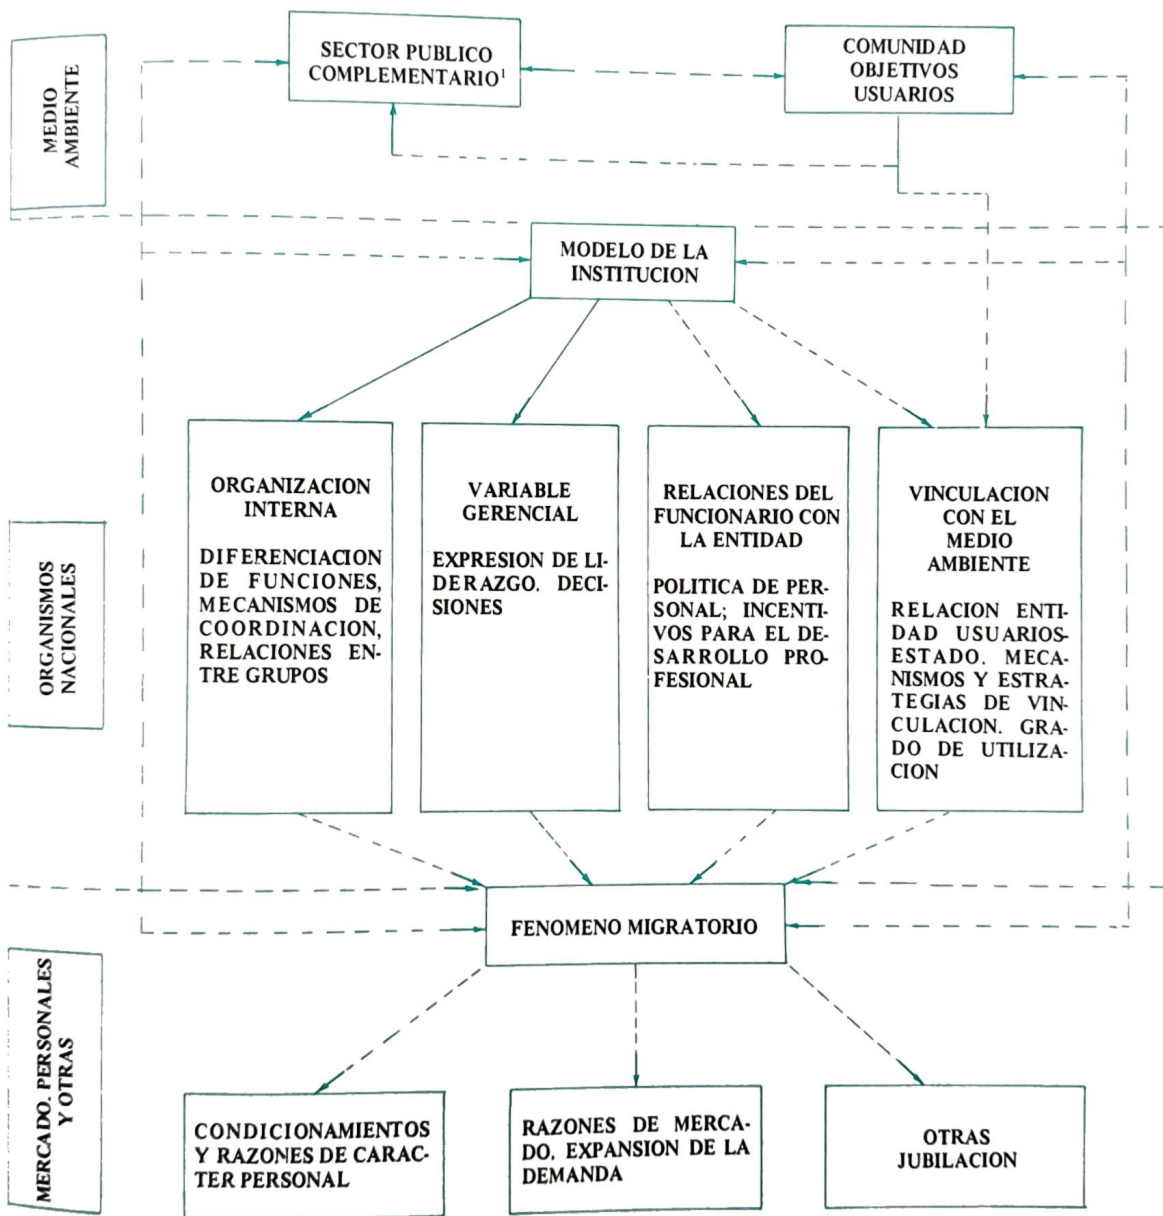 MEDIO
AMBIENTE
SECTOR PUBLICO
COMPLEMENTARIO¹
COMUNIDAD
OBJETIVOS
USUARIOS
MODELO DE LA
INSTITUCION
ORGANISMOS
NACIONALES
ORGANIZACION
INTERNA
DIFERENCIACION
DE FUNCIONES,
MECANISMOS DE
COORDINACION,
RELACIONES EN-
TRE GRUPOS
VARIABLE
GERENCIAL
EXPRESION DE LI-
DERAZGO. DECI-
SIONES
RELACIONES DEL
FUNCIONARIO CON
LA ENTIDAD
POLITICA DE PER-
SONAL; INCENTI-
VOS PARA EL DE-
SARROLLO PRO-
FESIONAL
VINCULACION
CON EL
MEDIO
AMBIENTE
RELACION ENTI-
DAD USUARIOS-
ESTADO. MECA-
NISMOS Y ESTRA-
TEGIAS DE VIN-
CULACION. GRA-
DO DE UTILIZA-
CION
FENOMENO MIGRATORIO
MERCADO. PERSONALES
Y OTRAS
CONDICIONAMIENTOS
Y RAZONES DE CARAC-
TER PERSONAL
RAZONES DE MERCA-
DO. EXPANSION DE LA
DEMANDA
OTRAS
JUBILACION